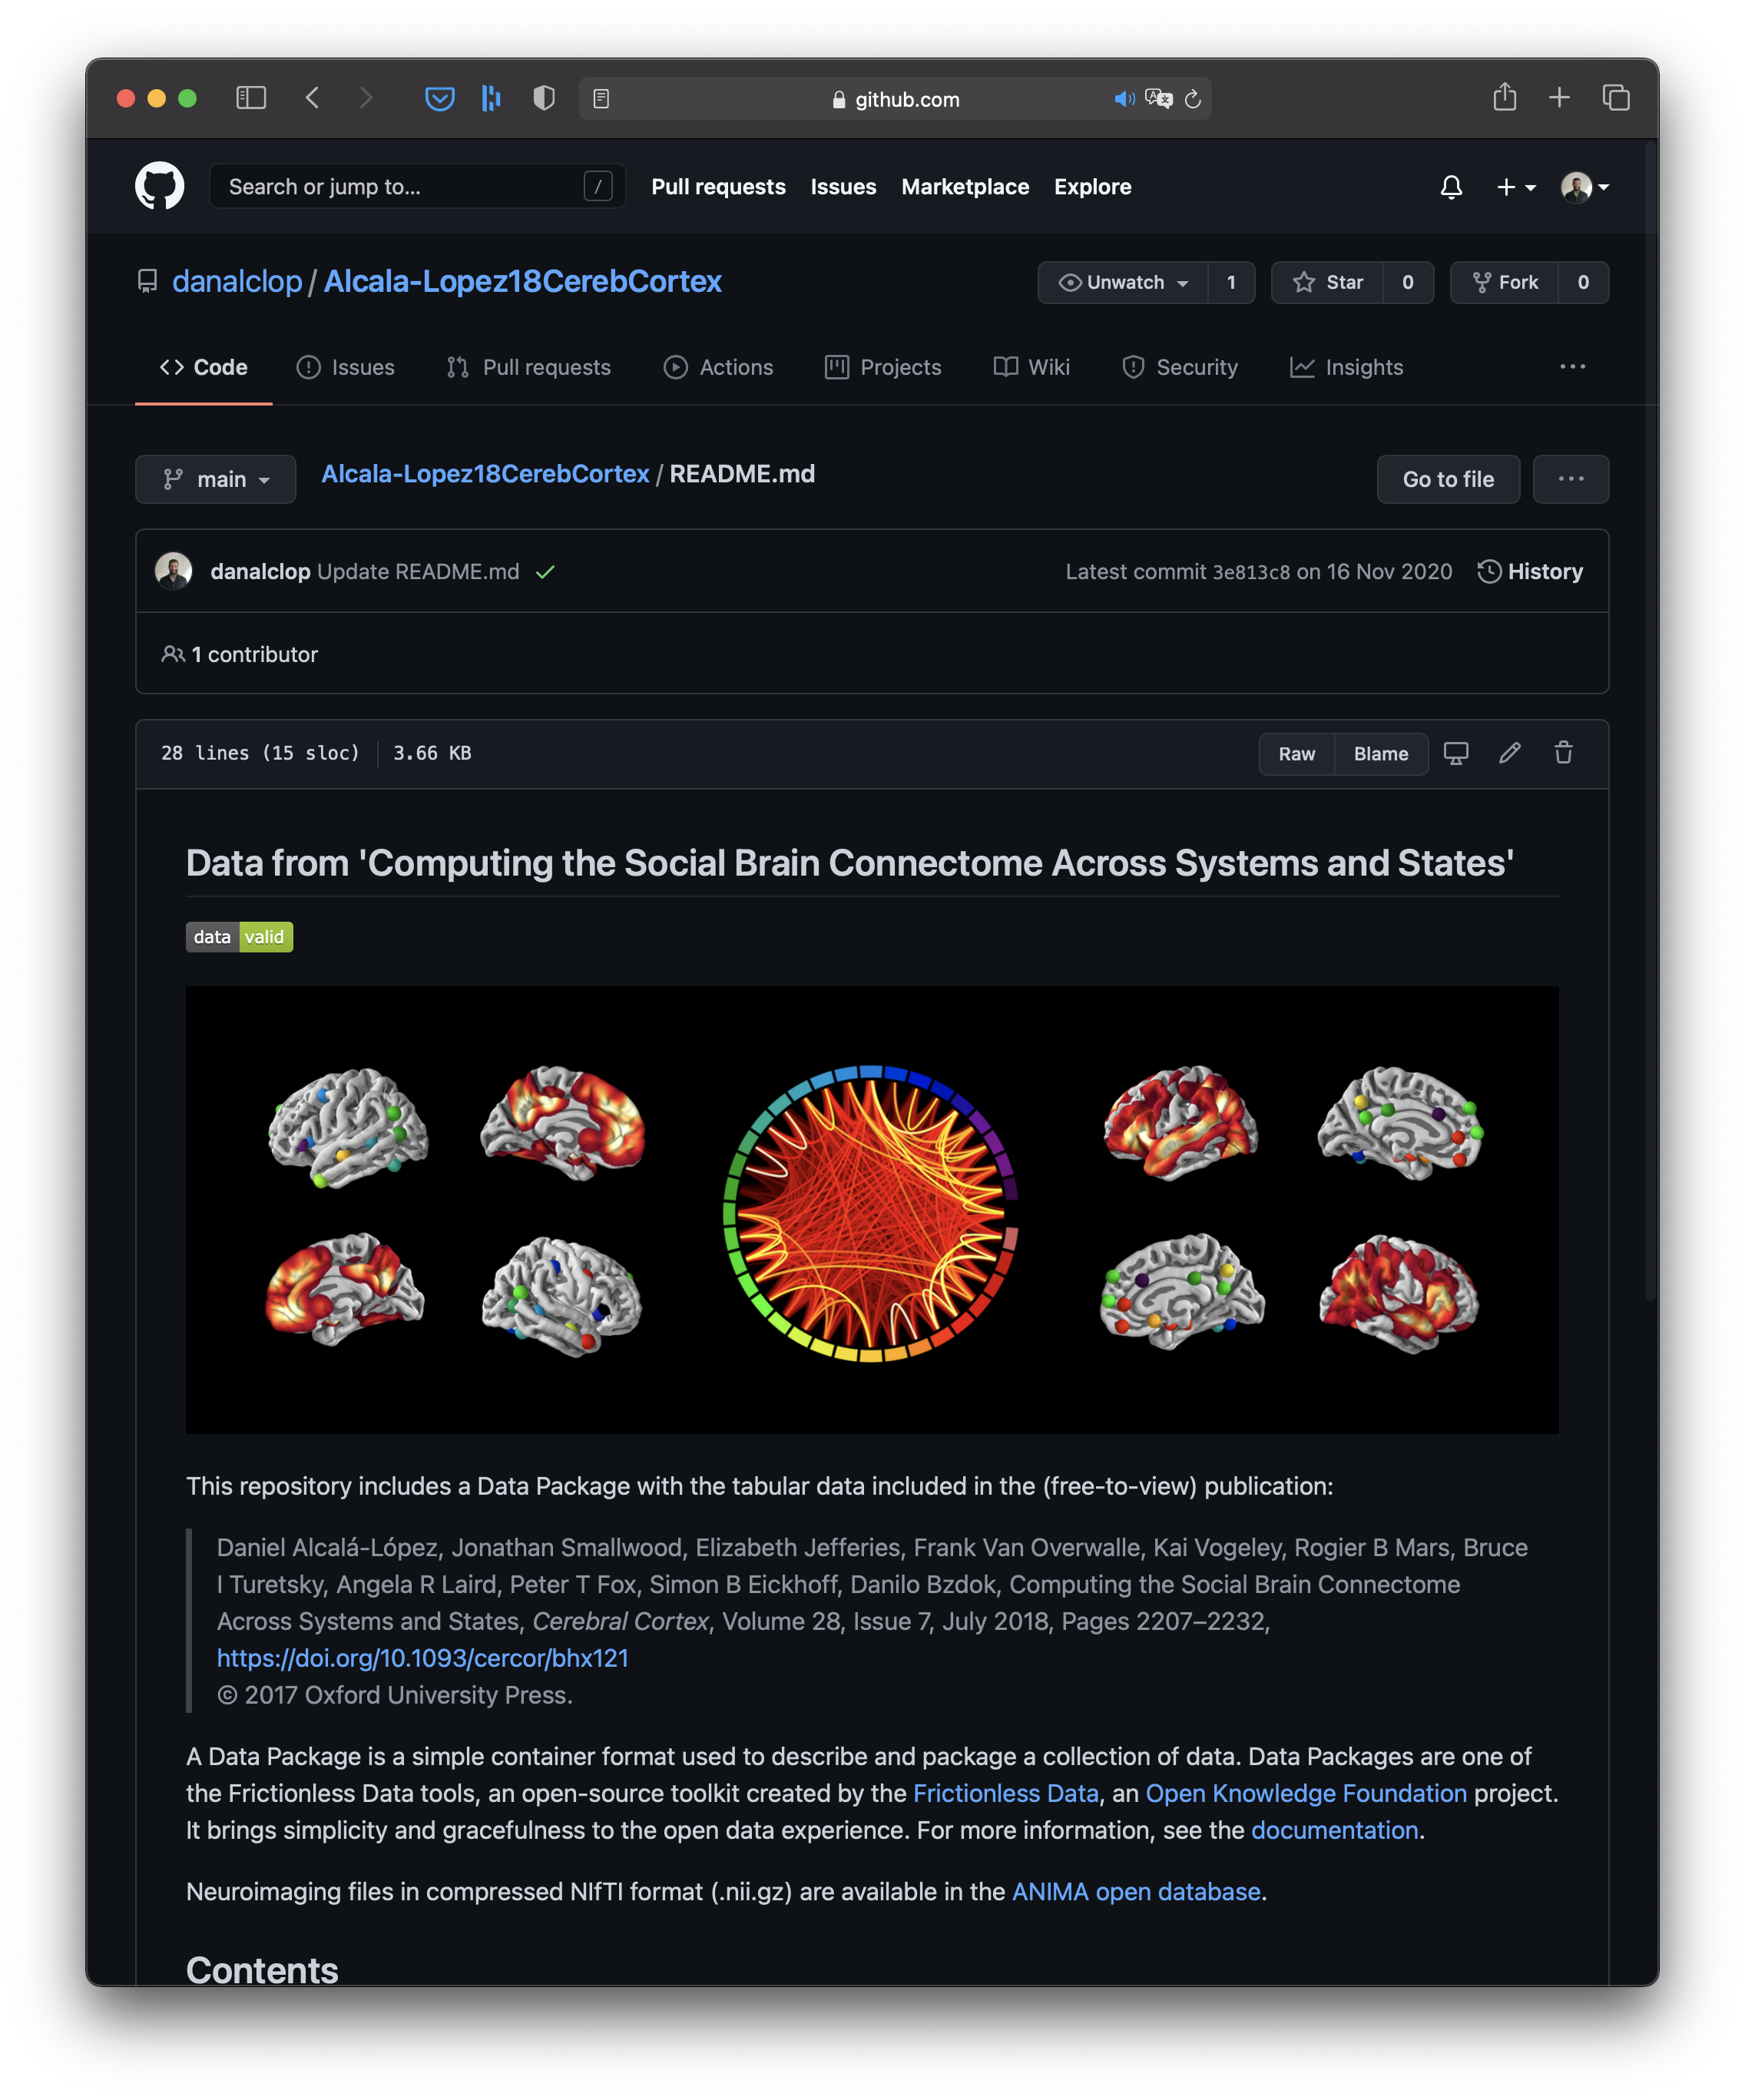 github.com
Search or jump to... /
Pull requests Issues Marketplace Explore
danalclop / Alcala-Lopez18CerebCortex
Unwatch 1 Star 0 Fork 0
Code Issues Pull requests Actions Projects Wiki Security Insights ...
main
Alcala-Lopez18CerebCortex / README.md
Go to file ...
danalclop Update README.md
Latest commit 3e813c8 on 16 Nov 2020 History
1 contributor
28 lines (15 sloc) 3.66 KB
Raw Blame
Data from 'Computing the Social Brain Connectome Across Systems and States'
data valid
This repository includes a Data Package with the tabular data included in the (free-to-view) publication:
Daniel Alcalá-López, Jonathan Smallwood, Elizabeth Jefferies, Frank Van Overwalle, Kai Vogeley, Rogier B Mars, Bruce
I Turetsky, Angela R Laird, Peter T Fox, Simon B Eickhoff, Danilo Bzdok, Computing the Social Brain Connectome
Across Systems and States, Cerebral Cortex, Volume 28, Issue 7, July 2018, Pages 2207–2232,
https://doi.org/10.1093/cercor/bhx121
© 2017 Oxford University Press.
A Data Package is a simple container format used to describe and package a collection of data. Data Packages are one of
the Frictionless Data tools, an open-source toolkit created by the Frictionless Data, an Open Knowledge Foundation project.
It brings simplicity and gracefulness to the open data experience. For more information, see the documentation.
Neuroimaging files in compressed NIfTI format (.nii.gz) are available in the ANIMA open database.
Contents